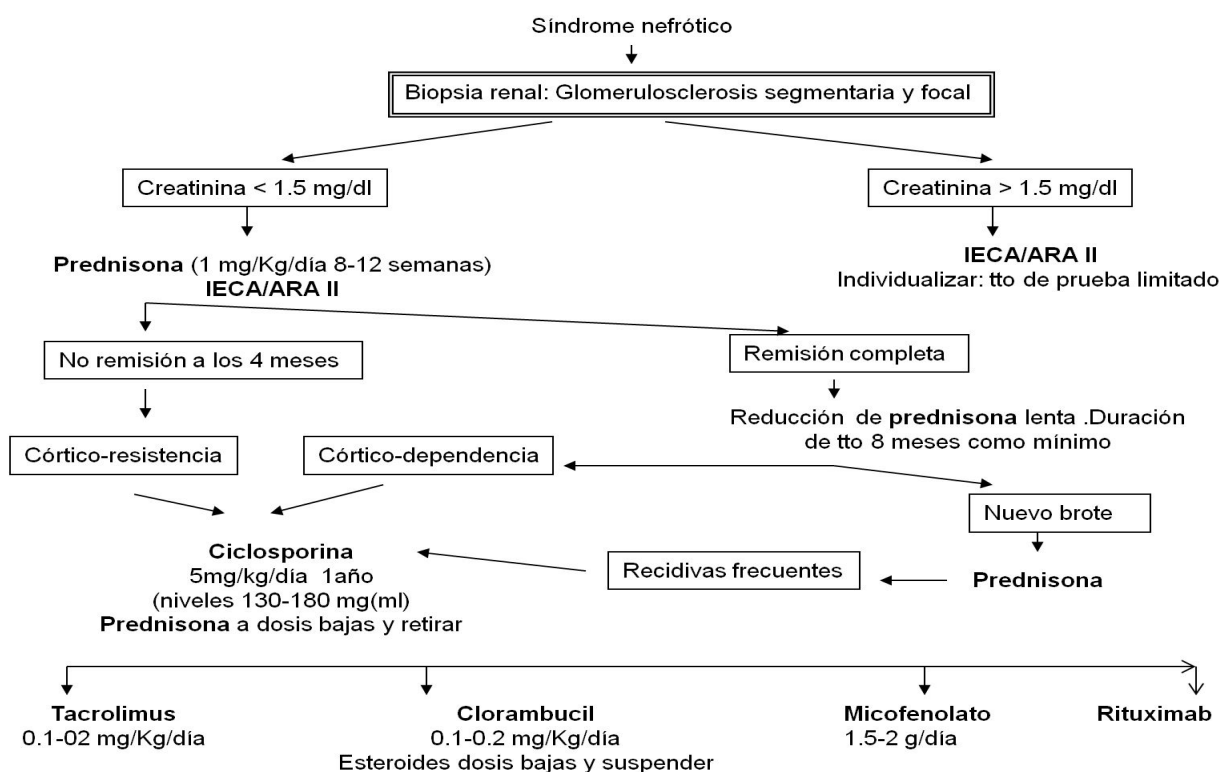 Síndrome nefrótico
Biopsia renal: Glomerulosclerosis segmentaria y focal
Creatinina < 1.5 mg/dl
Creatinina > 1.5 mg/dl
Prednisona (1 mg/Kg/día 8-12 semanas)
IECA/ARA II
IECA/ARA II
Individualizar: tto de prueba limitado
No remisión a los 4 meses
Remisión completa
Reducción de prednisona lenta .Duración
de tto 8 meses como mínimo
Córtico-resistencia
Córtico-dependencia
Nuevo brote
Prednisona
Recidivas frecuentes
Ciclosporina
5mg/kg/día 1año
(niveles 130-180 mg(ml)
Prednisona a dosis bajas y retirar
Tacrolimus
0.1-02 mg/Kg/día
Clorambucil
0.1-0.2 mg/Kg/día
Esteroides dosis bajas y suspender
Micofenolato
1.5-2 g/día
Rituximab